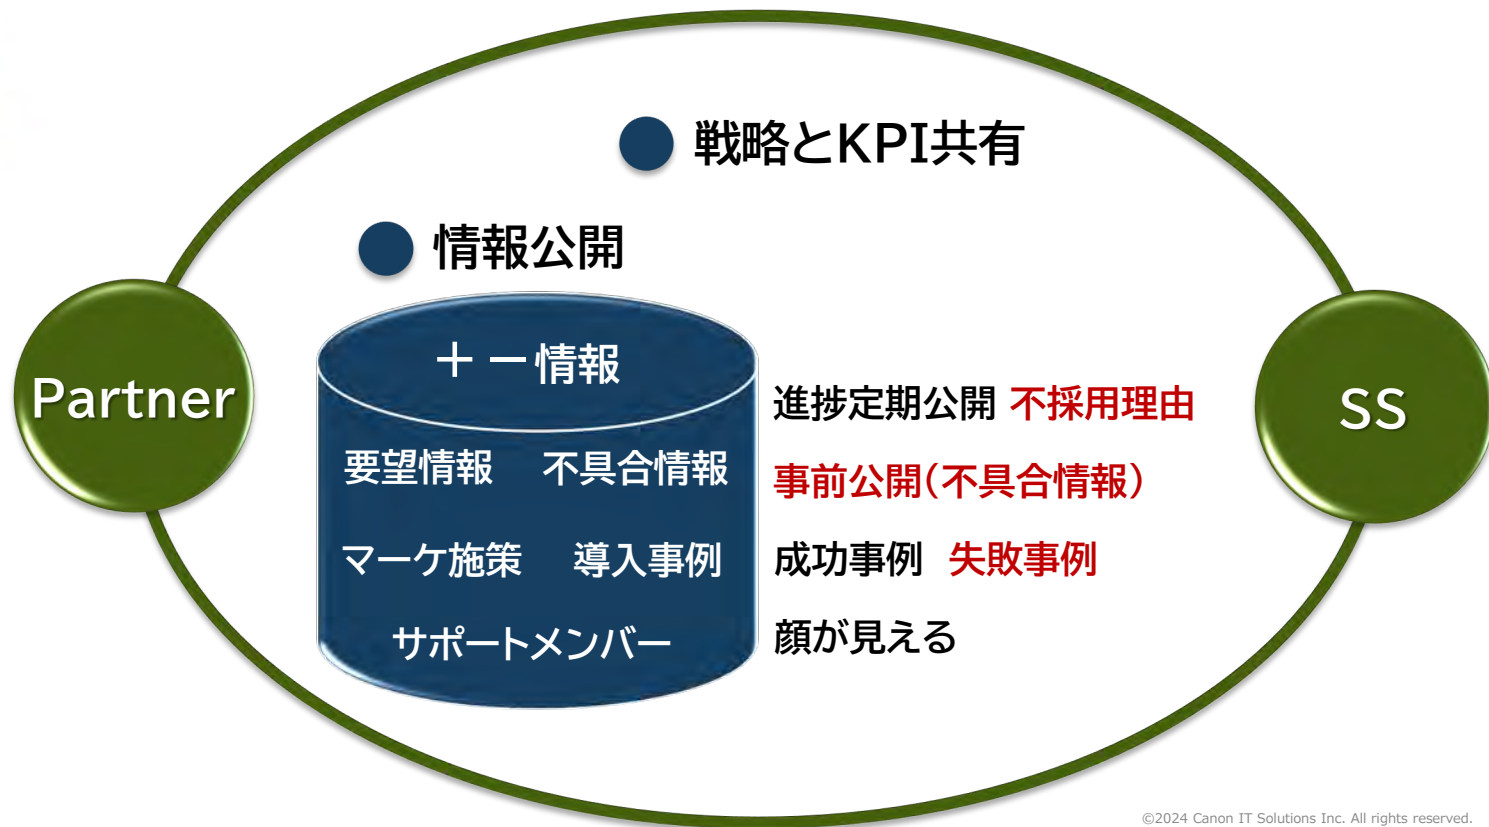 戦略とKPI共有
情報公開
＋－情報
Partner
進捗定期公開 不採用理由
SS
要望情報 不具合情報
事前公開(不具合情報)
マーケ施策 導入事例
成功事例 失敗事例
サポートメンバー
顔が見える
©2024 Canon IT Solutions Inc. All rights reserved.